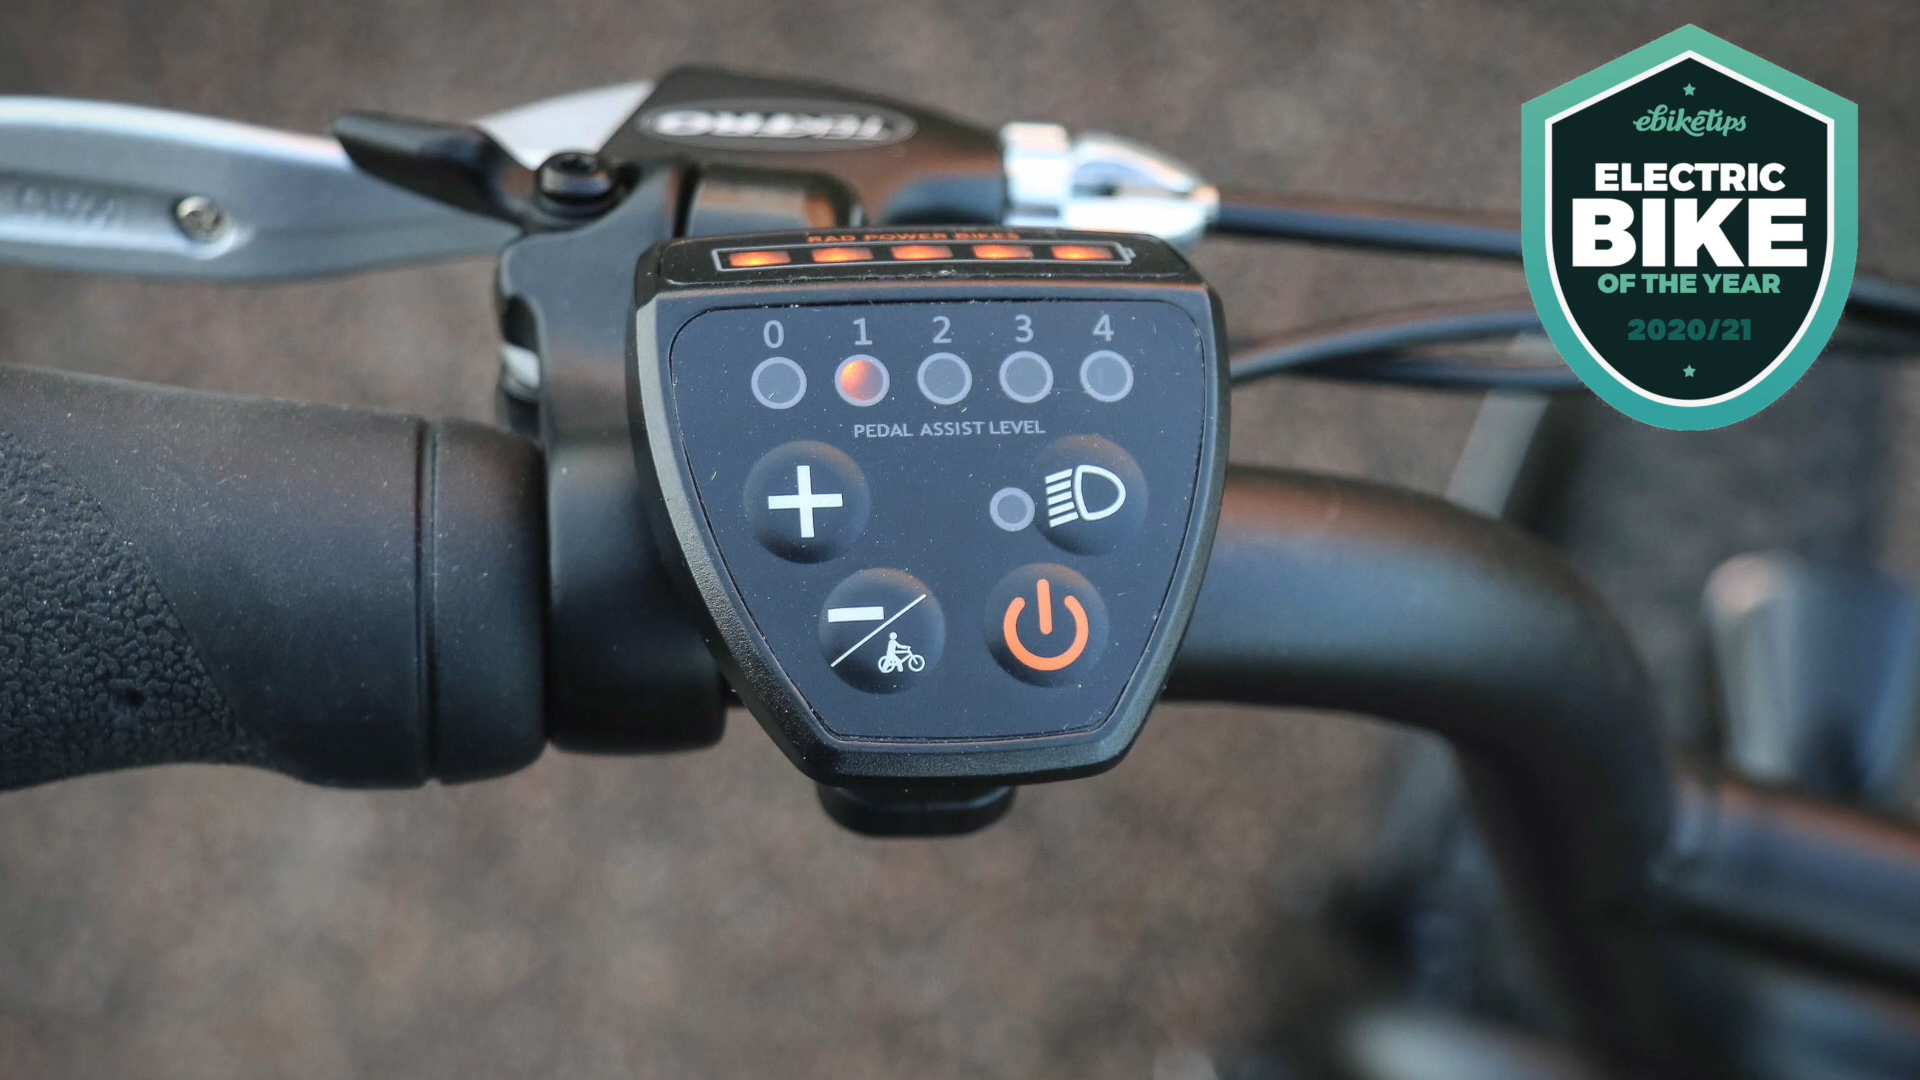 TEKTRO
RAD POWER BIKES
0 1 2 3 4
PEDAL ASSIST LEVEL
ebiketips
ELECTRIC
BIKE
OF THE YEAR
2020/21